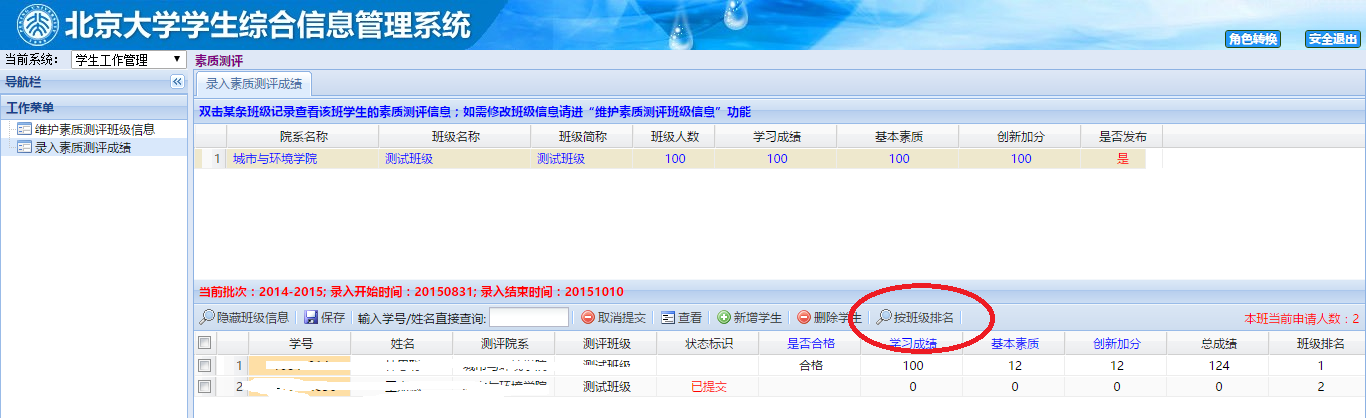 北京大学学生综合信息管理系统
角色转换 安全退出
当前系统： 学生工作管理
素质测评
导航栏
录入素质测评成绩
工作菜单
双击某条班级记录查看该班学生的素质测评信息；如需修改班级信息请进“维护素质测评班级信息”功能
维护素质测评班级信息
录入素质测评成绩
院系名称 班级名称 班级简称 班级人数 学习成绩 基本素质 创新加分 是否发布
1 城市与环境学院 测试班级 测试班级 100 100 100 100 是
当前批次：2014-2015; 录入开始时间：20150831; 录入结束时间：20151010
隐藏班级信息 保存 输入学号/姓名直接查询: 取消提交 查看 新增学生 删除学生 按班级排名 本班当前申请人数：2
学号 姓名 测评院系 测评班级 状态标识 是否合格 学习成绩 基本素质 创新加分 总成绩 班级排名
1 测试班级 合格 100 12 12 124 1
2 与环境学院 测试班级 已提交 0 0 0 0 2